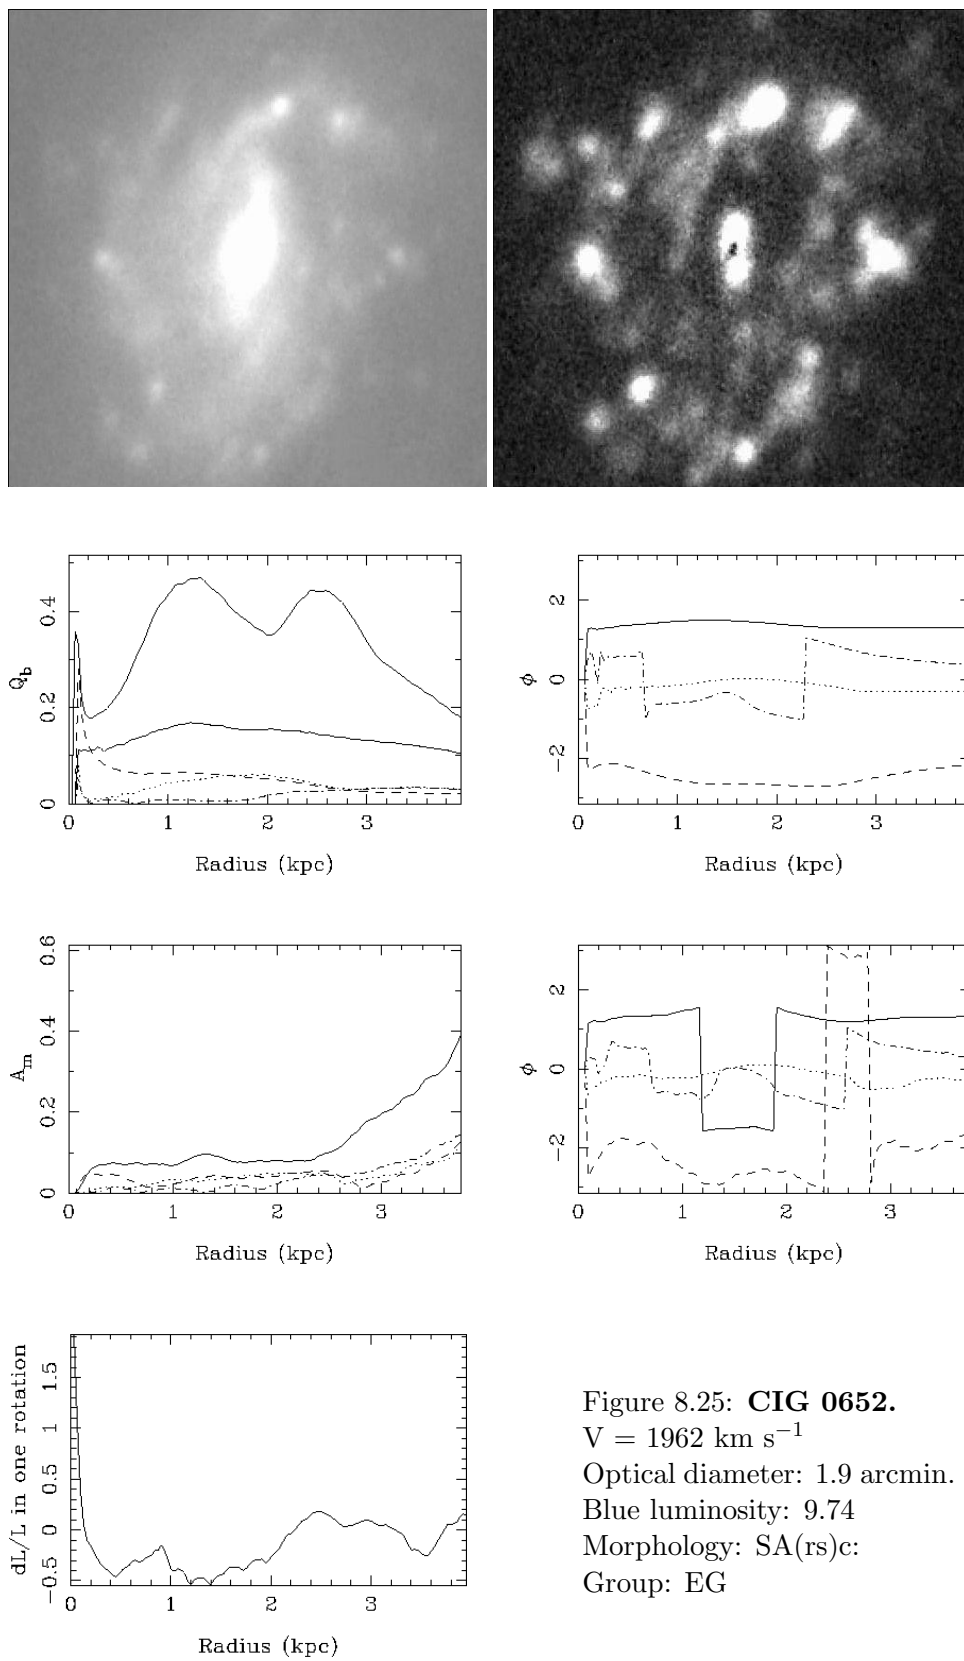 0.4
0.2
0
Q_b
0 1 2 3
Radius (kpc)
2
0
−2
ϕ
0 1 2 3
Radius (kpc)
0.6
0.4
0.2
0
A_m
0 1 2 3
Radius (kpc)
2
0
−2
ϕ
0 1 2 3
Radius (kpc)
1.5
1
0.5
0
−0.5
dL/L in one rotation
0 1 2 3
Radius (kpc)
Figure 8.25: CIG 0652.
V = 1962 km s⁻¹
Optical diameter: 1.9 arcmin.
Blue luminosity: 9.74
Morphology: SA(rs)c:
Group: EG